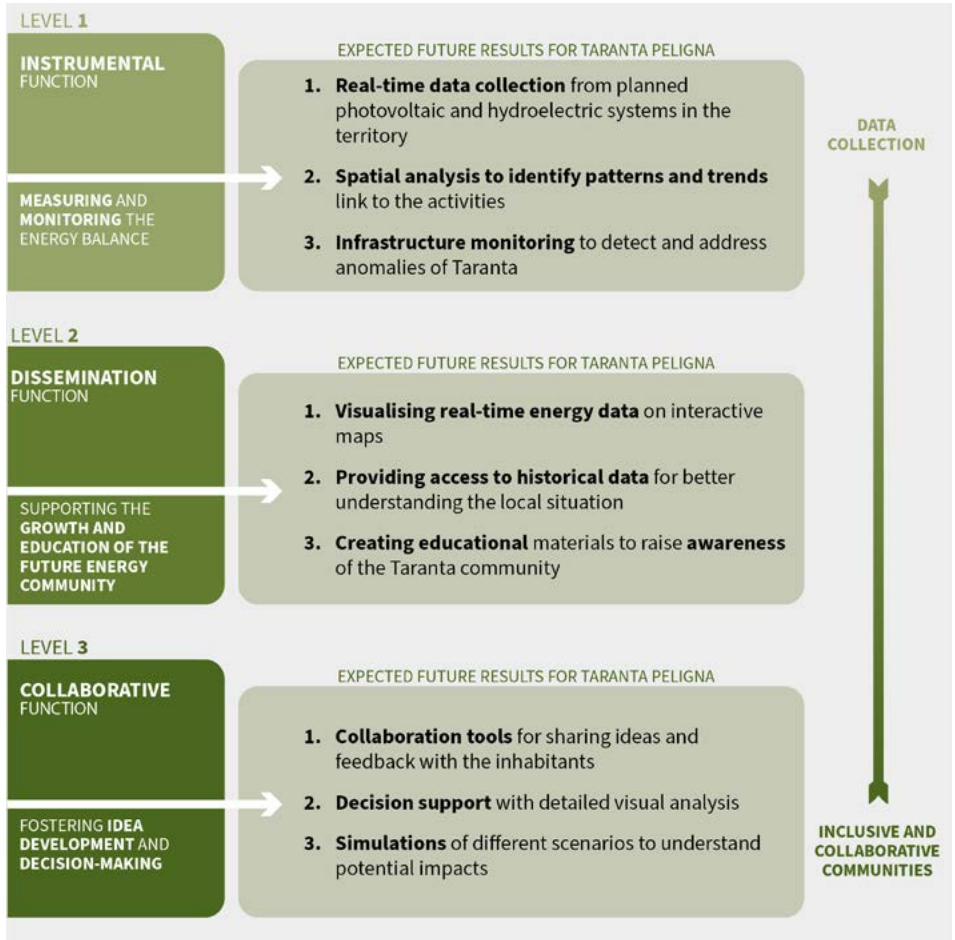 LEVEL 1
INSTRUMENTAL
FUNCTION
MEASURING AND
MONITORING THE
ENERGY BALANCE
EXPECTED FUTURE RESULTS FOR TARANTA PELIGNA
1. Real-time data collection from planned
photovoltaic and hydroelectric systems in the
territory
2. Spatial analysis to identify patterns and trends
link to the activities
3. Infrastructure monitoring to detect and address
anomalies of Taranta
DATA
COLLECTION
LEVEL 2
DISSEMINATION
FUNCTION
SUPPORTING THE
GROWTH AND
EDUCATION OF THE
FUTURE ENERGY
COMMUNITY
EXPECTED FUTURE RESULTS FOR TARANTA PELIGNA
1. Visualising real-time energy data on interactive
maps
2. Providing access to historical data for better
understanding the local situation
3. Creating educational materials to raise awareness
of the Taranta community
LEVEL 3
COLLABORATIVE
FUNCTION
FOSTERING IDEA
DEVELOPMENT AND
DECISION-MAKING
EXPECTED FUTURE RESULTS FOR TARANTA PELIGNA
1. Collaboration tools for sharing ideas and
feedback with the inhabitants
2. Decision support with detailed visual analysis
3. Simulations of different scenarios to understand
potential impacts
INCLUSIVE AND
COLLABORATIVE
COMMUNITIES